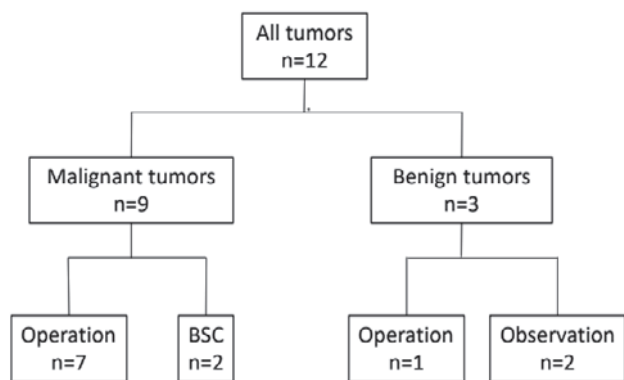 All tumors
n=12
Malignant tumors
n=9
Benign tumors
n=3
Operation
n=7
BSC
n=2
Operation
n=1
Observation
n=2